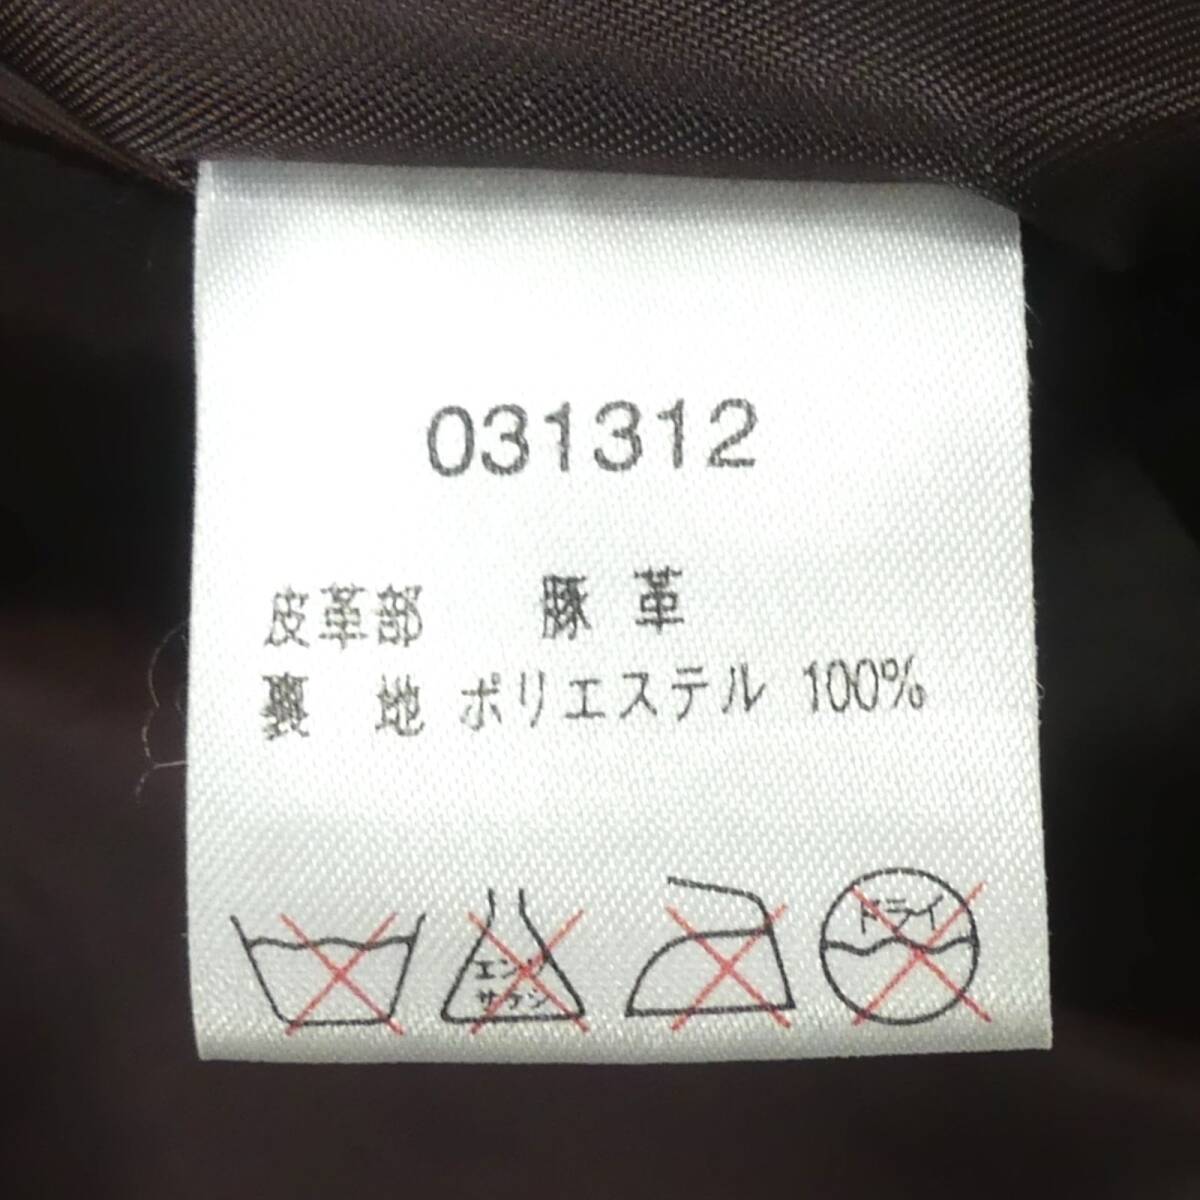 031312
皮革部 豚革
裏地 ポリエステル 100%
エンソ
サラシ
ドライ